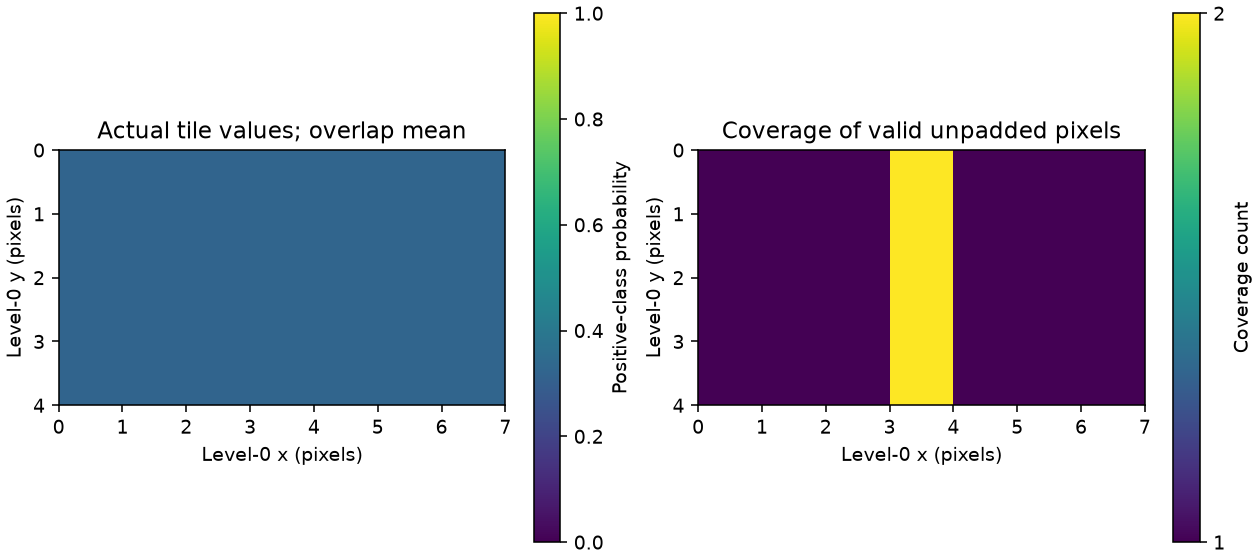 Actual tile values; overlap mean
0
1
2
3
4
Level-0 y (pixels)
0 1 2 3 4 5 6 7
Level-0 x (pixels)
1.0
0.8
0.6
0.4
0.2
0.0
Positive-class probability
Coverage of valid unpadded pixels
0
1
2
3
4
Level-0 y (pixels)
0 1 2 3 4 5 6 7
Level-0 x (pixels)
2
1
Coverage count